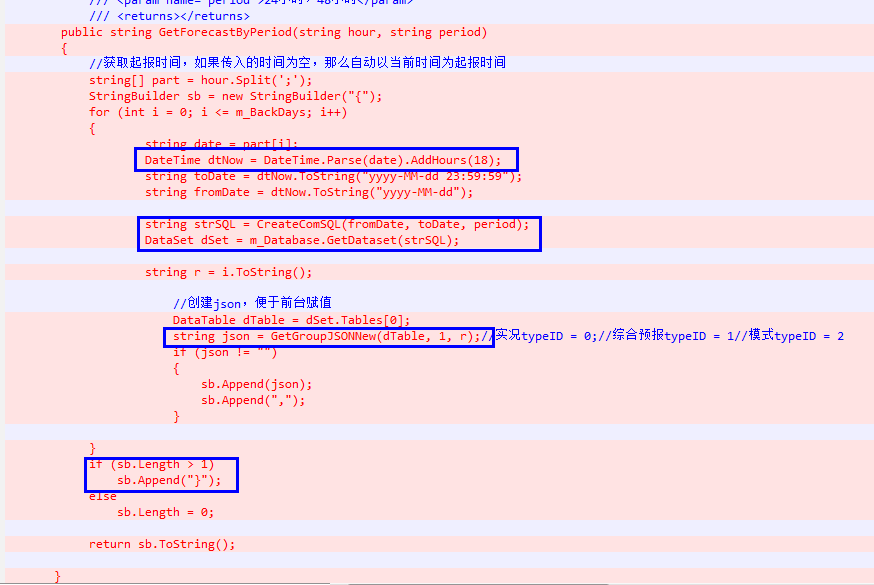 /// <param name="period">24小时，48小时</param>
/// <returns></returns>
public string GetForecastByPeriod(string hour, string period)
{
//获取起报时间，如果传入的时间为空，那么自动以当前时间为起报时间
string[] part = hour.Split(';');
StringBuilder sb = new StringBuilder("{");
for (int i = 0; i <= m_BackDays; i++)
{
string date = part[i];
DateTime dtNow = DateTime.Parse(date).AddHours(18);
string toDate = dtNow.ToString("yyyy-MM-dd 23:59:59");
string fromDate = dtNow.ToString("yyyy-MM-dd");
string strSQL = CreateComSQL(fromDate, toDate, period);
DataSet dSet = m_Database.GetDataset(strSQL);
string r = i.ToString();
//创建json，便于前台赋值
DataTable dTable = dSet.Tables[0];
string json = GetGroupJSONNew(dTable, 1, r);//实况typeID = 0;//综合预报typeID = 1//模式typeID = 2
if (json != "")
{
sb.Append(json);
sb.Append(",");
}
}
if (sb.Length > 1)
sb.Append("}");
else
sb.Length = 0;
return sb.ToString();
}